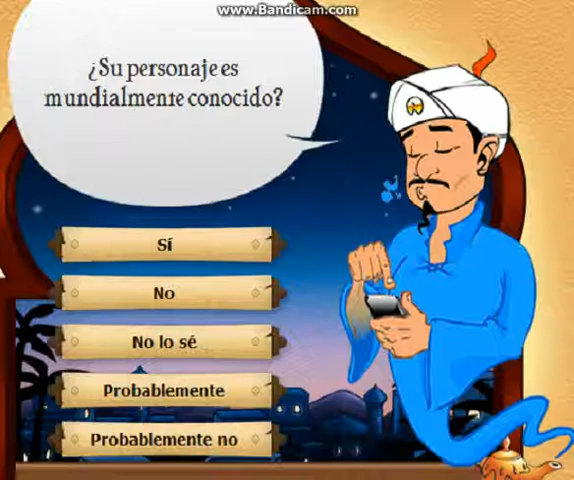 www.Bandicam.com
¿Su personaje es
mundialmente conocido?
Sí
No
No lo sé
Probablemente
Probablemente no